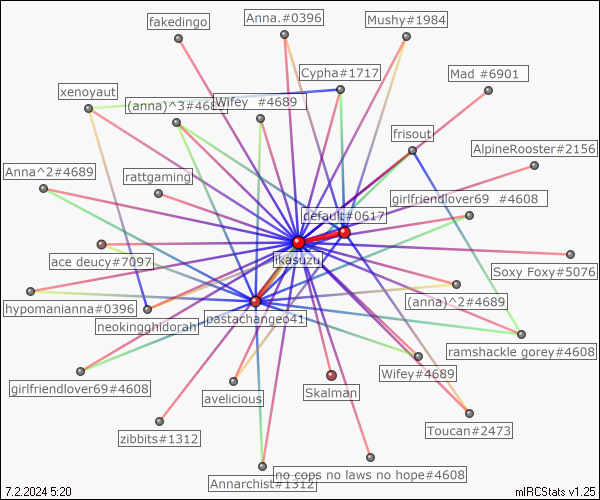 fakedingo
Anna.#0396
Mushy#1984
Cypha#1717
Mad #6901
xenoyaut
(anna)^3#4689
Wifey #4689
frisout
AlpineRooster#2156
Anna^2#4689
rattgaming
girlfriendlover69 #4608
default#0617
ace deucy#7097
ikasuzu
Soxy Foxy#5076
hypomanianna#0396
(anna)^2#4689
neokingghidorah
pastachangeo41
ramshackle gorey#4608
girlfriendlover69#4608
Wifey#4689
avelicious
Skalman
Toucan#2473
zibbits#1312
no cops no laws no hope#4608
Annarchist#1312
7.2.2024 5:20
mIRCStats v1.25